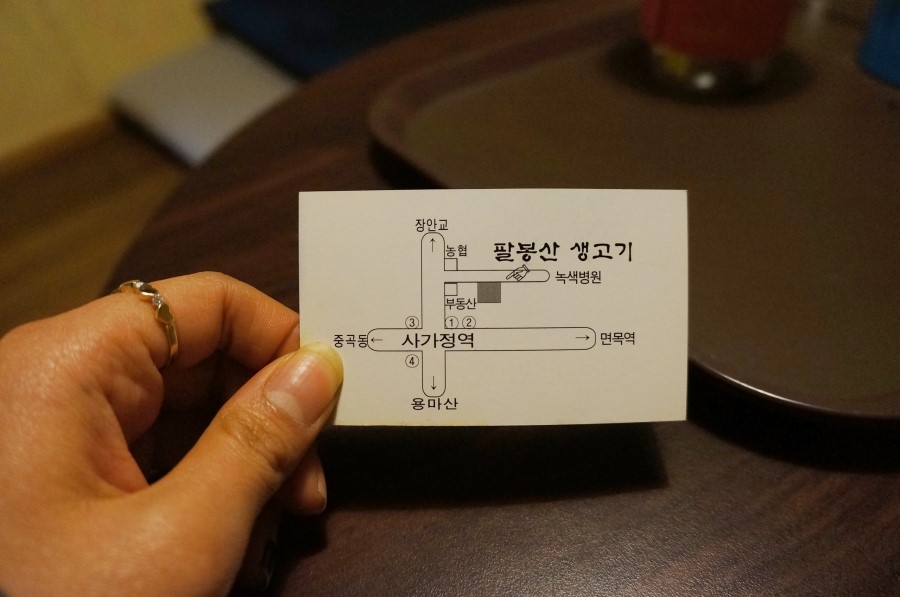 장안교
농협
팔봉산 생고기
녹색병원
부동산
③ ① ②
중곡동 ← 사가정역 → 면목역
④
용마산